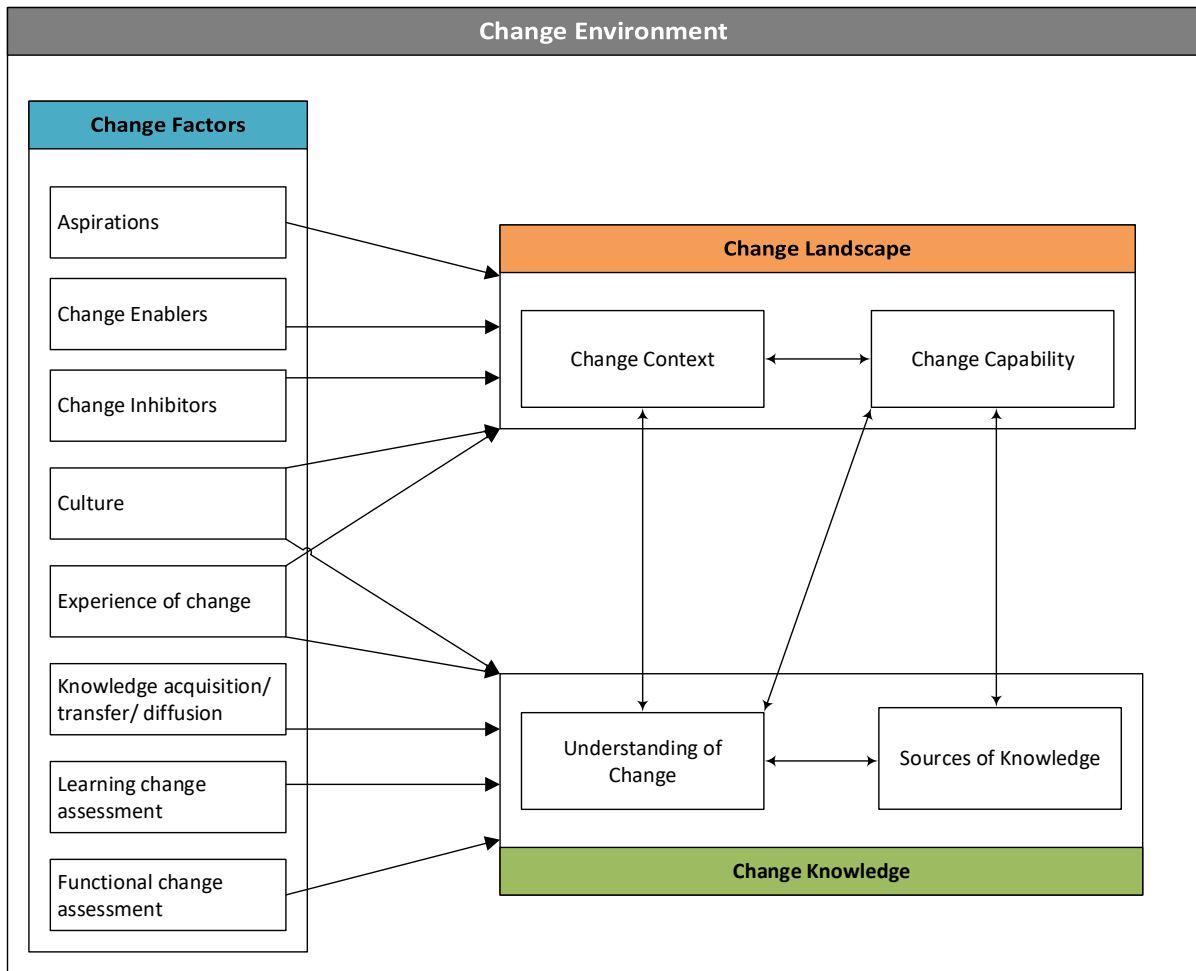 Change Environment
Change Factors
Aspirations
Change Enablers
Change Inhibitors
Culture
Experience of change
Knowledge acquisition/
transfer/ diffusion
Learning change
assessment
Functional change
assessment
Change Landscape
Change Context
Change Capability
Understanding of
Change
Sources of Knowledge
Change Knowledge